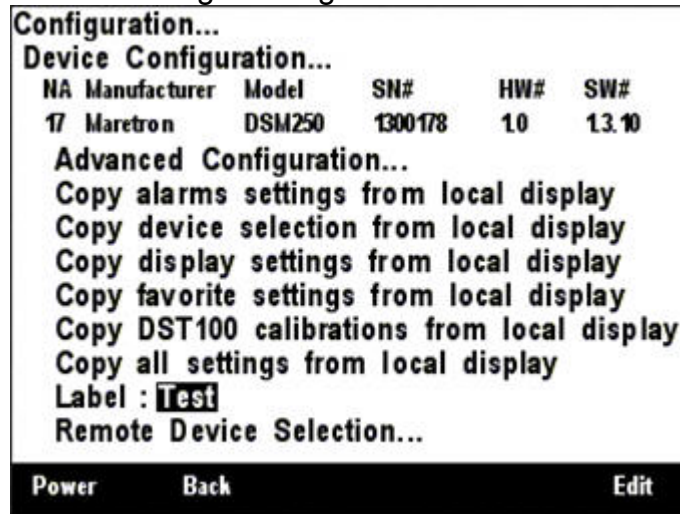 Configuration...
Device Configuration...
NA Manufacturer Model SN# HW# SW#
17 Maretron DSM250 1300178 1.0 1.3.10
Advanced Configuration...
Copy alarms settings from local display
Copy device selection from local display
Copy display settings from local display
Copy favorite settings from local display
Copy DST100 calibrations from local display
Copy all settings from local display
Label : Test
Remote Device Selection...
Power Back Edit